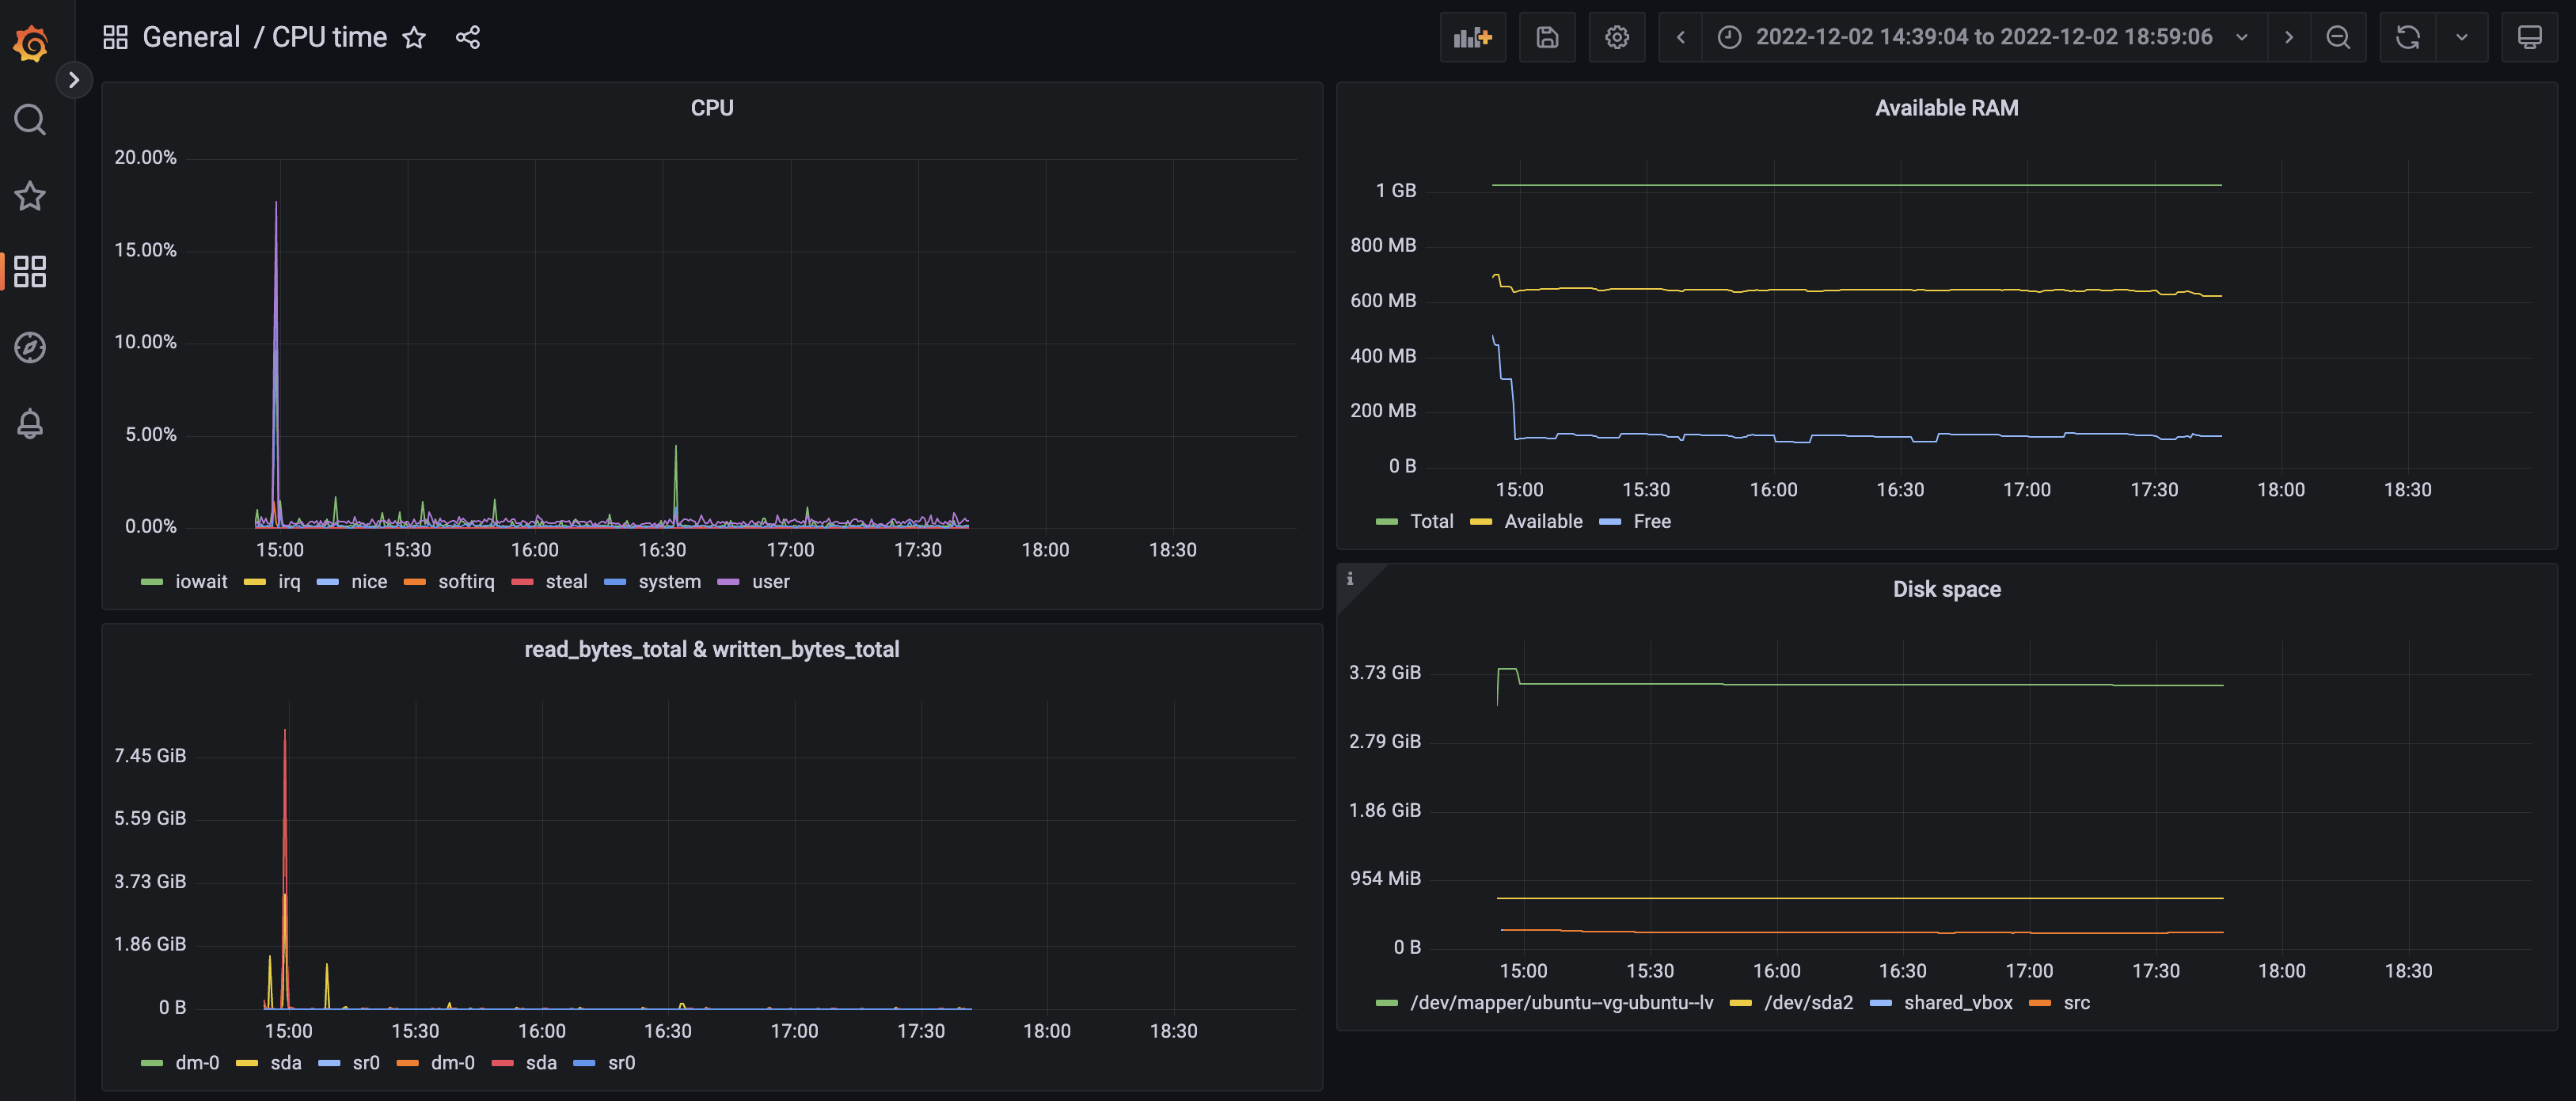 General / CPU time
2022-12-02 14:39:04 to 2022-12-02 18:59:06
CPU
20.00%
15.00%
10.00%
5.00%
0.00%
15:00 15:30 16:00 16:30 17:00 17:30 18:00 18:30
iowait irq nice softirq steal system user
Available RAM
1 GB
800 MB
600 MB
400 MB
200 MB
0 B
15:00 15:30 16:00 16:30 17:00 17:30 18:00 18:30
Total Available Free
read_bytes_total & written_bytes_total
7.45 GiB
5.59 GiB
3.73 GiB
1.86 GiB
0 B
15:00 15:30 16:00 16:30 17:00 17:30 18:00 18:30
dm-0 sda sr0 dm-0 sda sr0
i
Disk space
3.73 GiB
2.79 GiB
1.86 GiB
954 MiB
0 B
15:00 15:30 16:00 16:30 17:00 17:30 18:00 18:30
/dev/mapper/ubuntu--vg-ubuntu--lv /dev/sda2 shared_vbox src